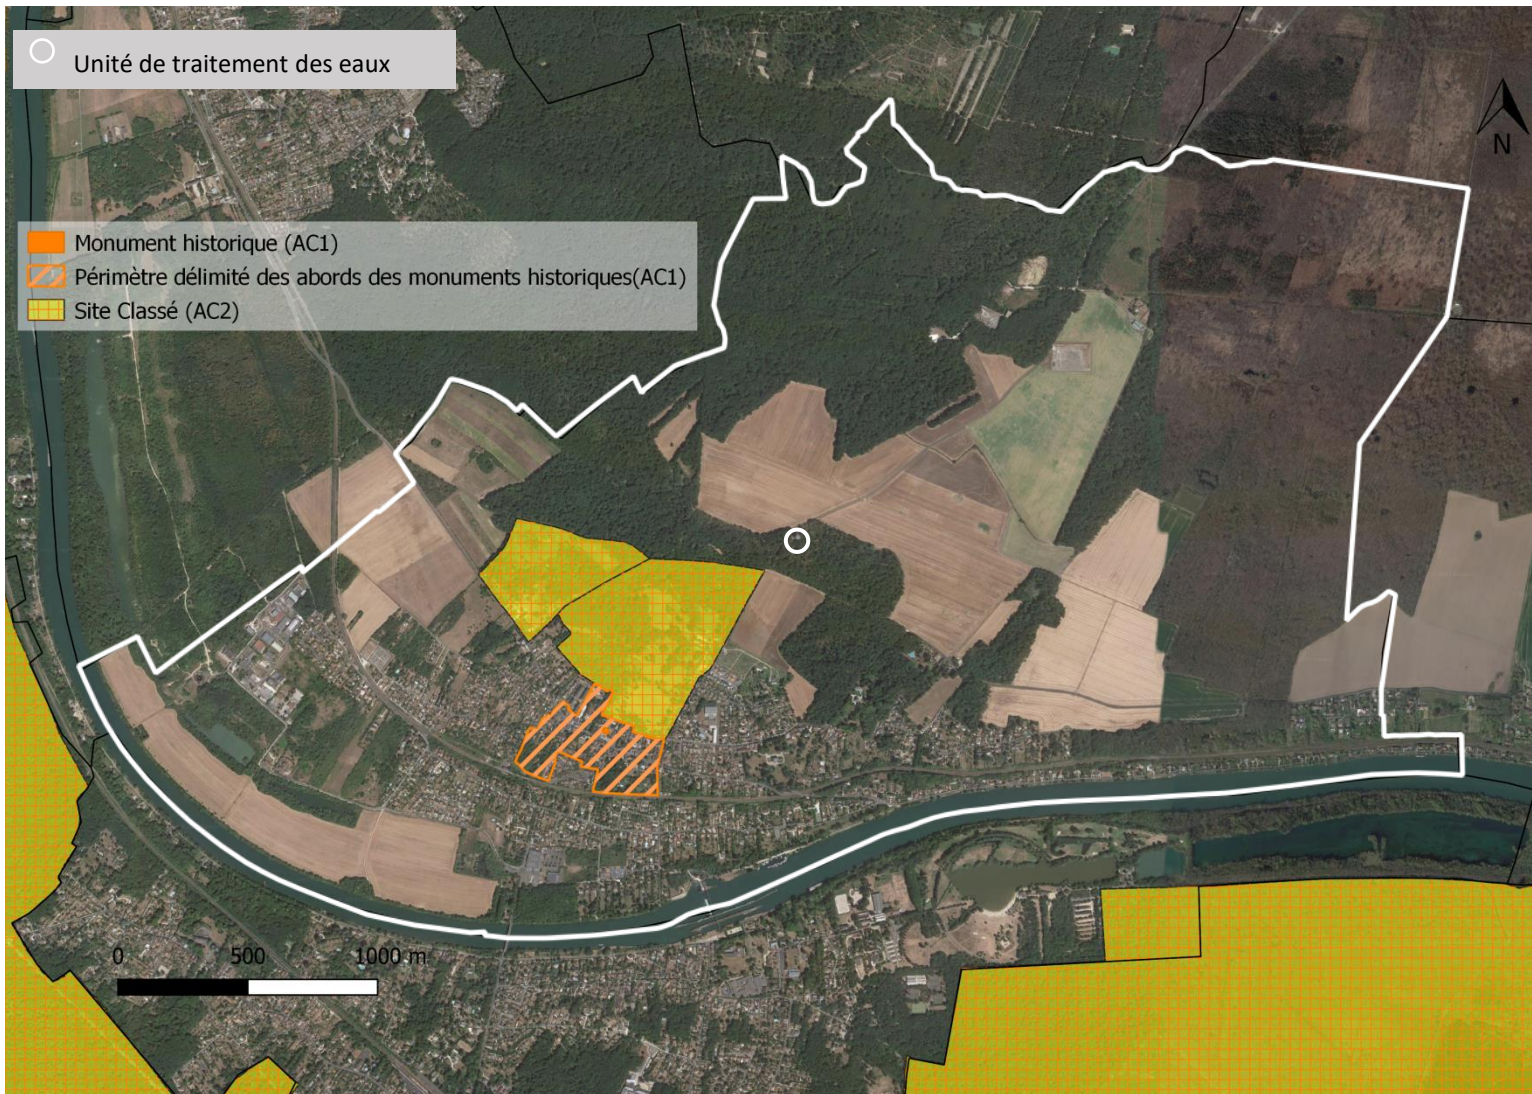 Unité de traitement des eaux
N
Monument historique (AC1)
Périmètre délimité des abords des monuments historiques(AC1)
Site Classé (AC2)
0 500 1000 m